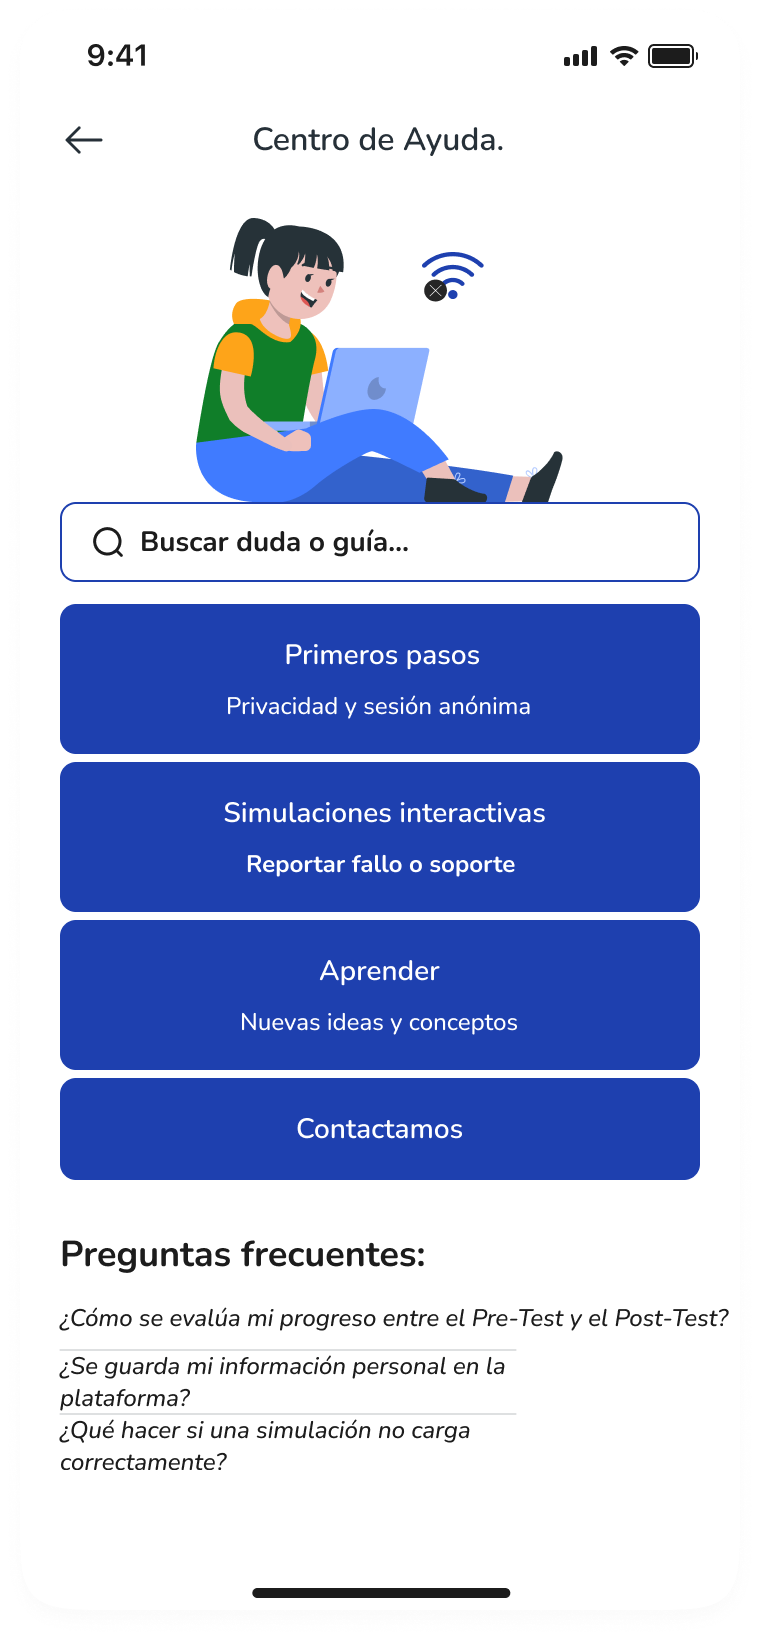 9:41
Centro de Ayuda.
Buscar duda o guía...
Primeros pasos
Privacidad y sesión anónima
Simulaciones interactivas
Reportar fallo o soporte
Aprender
Nuevas ideas y conceptos
Contactamos
Preguntas frecuentes:
¿Cómo se evalúa mi progreso entre el Pre-Test y el Post-Test?
¿Se guarda mi información personal en la
plataforma?
¿Qué hacer si una simulación no carga
correctamente?